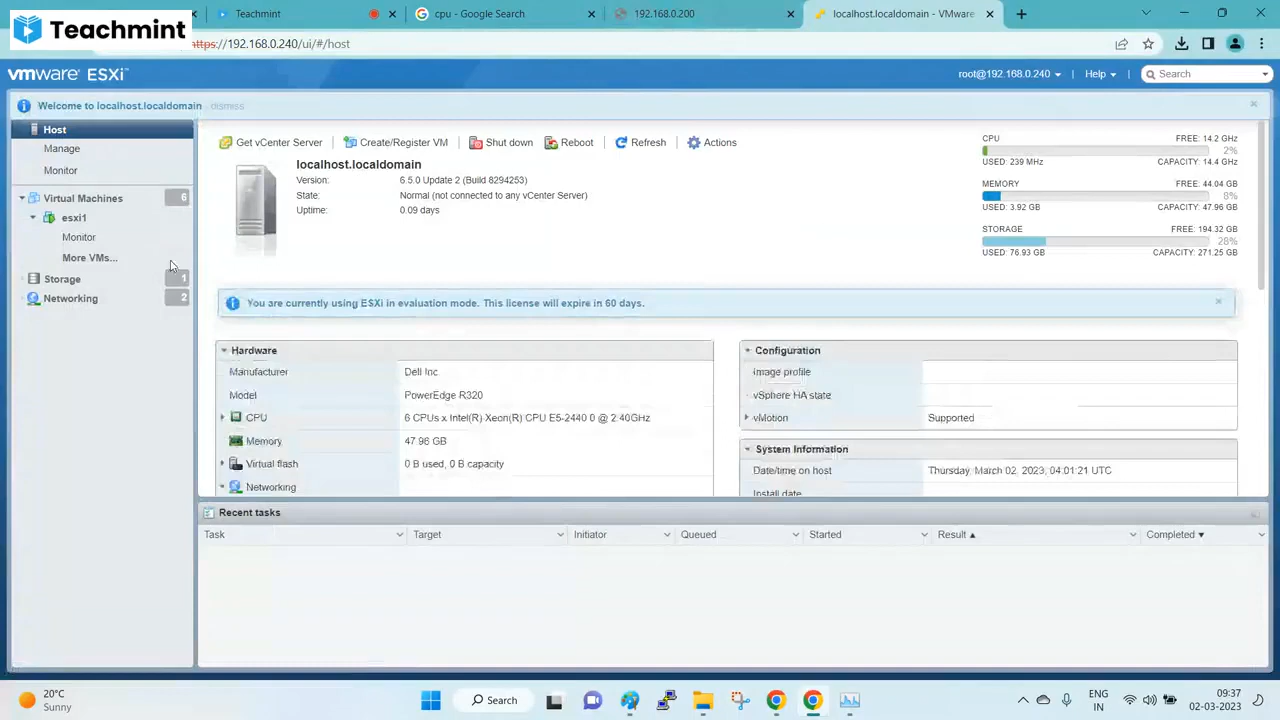 Teachmint
Teachmint
cpu - Google Search
192.168.0.200
localhost.localdomain - VMware
https://192.168.0.240/ui/#/host
vmware ESXi
root@192.168.0.240
Help
Search
Welcome to localhost.localdomain dismiss
Host
Manage
Monitor
Virtual Machines 6
esxi1
Monitor
More VMs...
Storage 1
Networking 2
Get vCenter Server
Create/Register VM
Shut down
Reboot
Refresh
Actions
localhost.localdomain
Version: 6.5.0 Update 2 (Build 8294253)
State: Normal (not connected to any vCenter Server)
Uptime: 0.09 days
CPU FREE: 14.2 GHz
2%
USED: 239 MHz CAPACITY: 14.4 GHz
MEMORY FREE: 44.04 GB
8%
USED: 3.92 GB CAPACITY: 47.96 GB
STORAGE FREE: 194.32 GB
28%
USED: 76.93 GB CAPACITY: 271.25 GB
You are currently using ESXi in evaluation mode. This license will expire in 60 days.
Hardware
Manufacturer Dell Inc
Model PowerEdge R320
CPU 6 CPUs x Intel(R) Xeon(R) CPU E5-2440 0 @ 2.40GHz
Memory 47.96 GB
Virtual flash 0 B used, 0 B capacity
Networking
Configuration
Image profile
vSphere HA state
vMotion Supported
System Information
Date/time on host Thursday, March 02, 2023, 04:01:21 UTC
Install date
Recent tasks
Task Target Initiator Queued Started Result ▲ Completed ▼
20°C
Sunny
Search
ENG
IN
09:37
02-03-2023